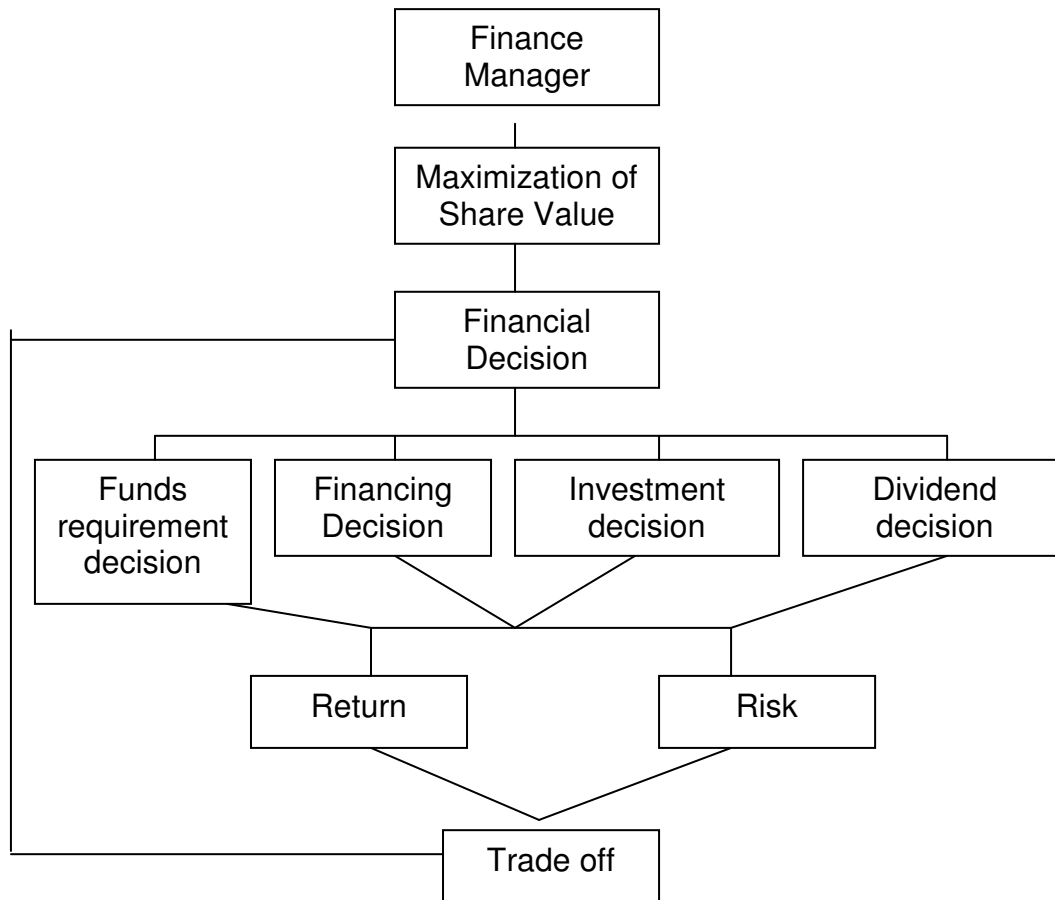 Finance
Manager
Maximization of
Share Value
Financial
Decision
Funds
requirement
decision
Financing
Decision
Investment
decision
Dividend
decision
Return
Risk
Trade off